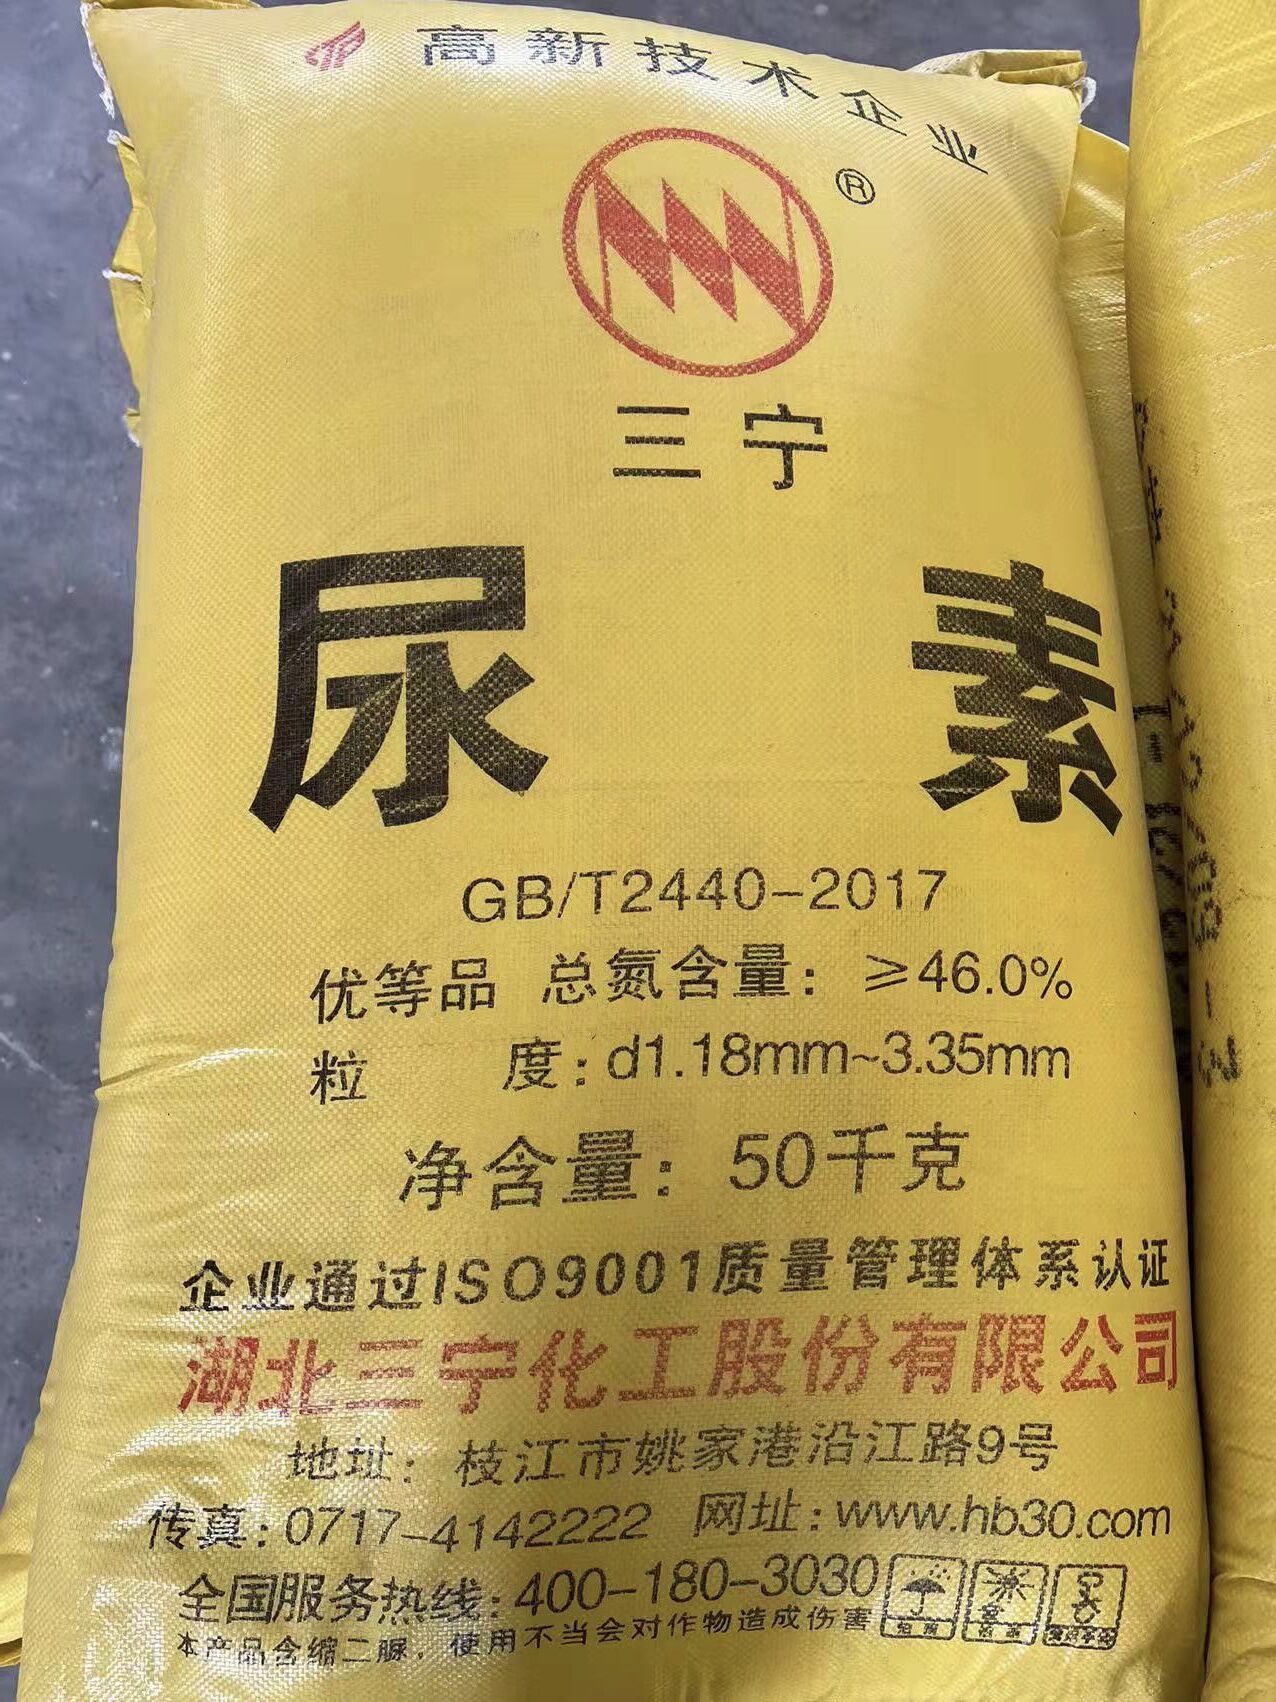 高新技术企业
®
三宁
尿素
GB/T2440-2017
优等品 总氮含量：≥46.0%
粒度：d1.18mm~3.35mm
净含量：50千克
企业通过ISO9001质量管理体系认证
湖北三宁化工股份有限公司
地址：枝江市姚家港沿江路9号
传真：0717-4142222 网址：www.hb30.com
全国服务热线：400-180-3030
本产品含缩二脲，使用不当会对作物造成伤害